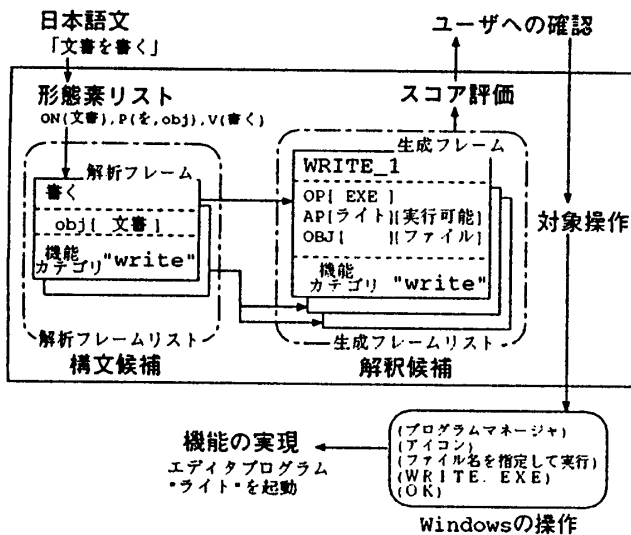 日本語文
「文書を書く」
ユーザへの確認
形態素リスト
ON(文書),P(を,obj),V(書く)
スコア評価
解析フレーム
書く
obj[ 文書 ]
機能
カテゴリ "write"
解析フレームリスト
構文候補
生成フレーム
WRITE_1
OP[ EXE ]
AP[ライト][実行可能]
OBJ[ ][ファイル]
機能
カテゴリ "write"
生成フレームリスト
解釈候補
対象操作
機能の実現
エディタプログラム
"ライト"を起動
(プログラムマネージャ)
(アイコン)
(ファイル名を指定して実行)
(WRITE. EXE)
(OK)
Windowsの操作